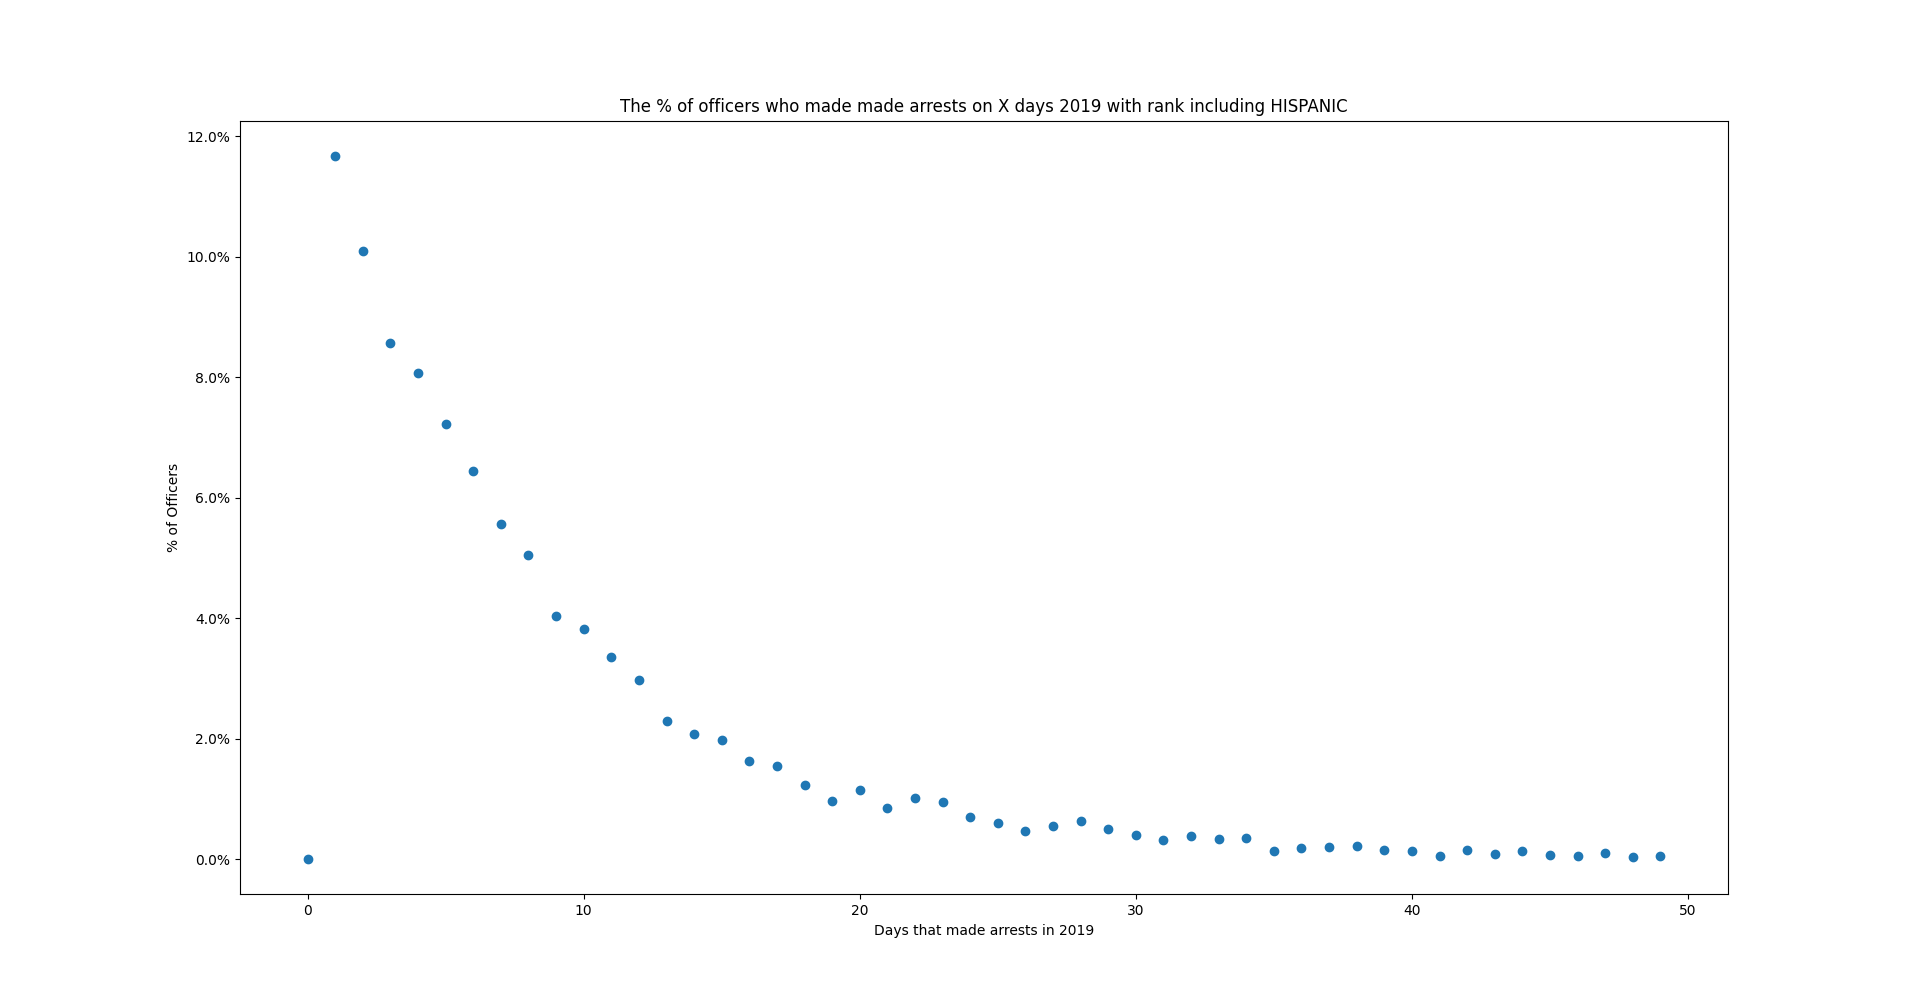 The % of officers who made made arrests on X days 2019 with rank including HISPANIC
12.0%
10.0%
8.0%
6.0%
4.0%
2.0%
0.0%
% of Officers
0 10 20 30 40 50
Days that made arrests in 2019